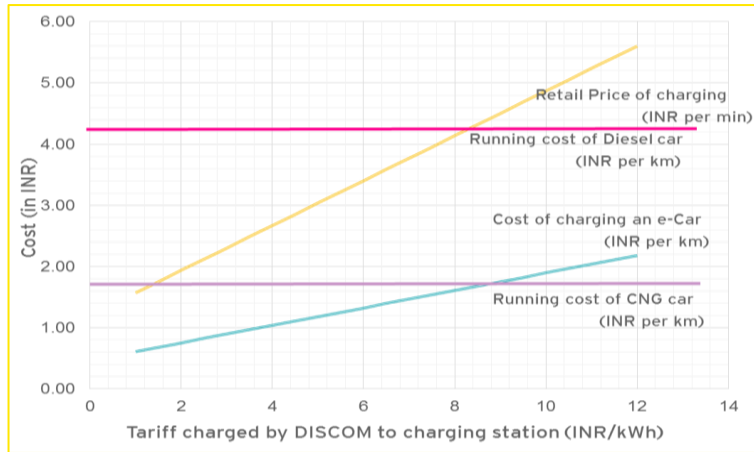 6.00
5.00
4.00
3.00
2.00
1.00
0.00
Cost (in INR)
Retail Price of charging
(INR per min)
Running cost of Diesel car
(INR per km)
Cost of charging an e-Car
(INR per km)
Running cost of CNG car
(INR per km)
0 2 4 6 8 10 12 14
Tariff charged by DISCOM to charging station (INR/kWh)